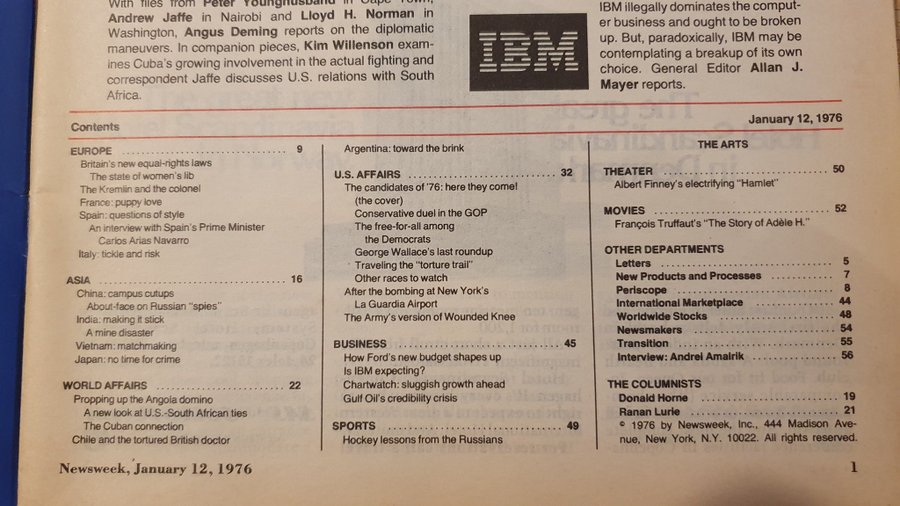 With files from Peter Younghusband in Cape Town,
Andrew Jaffe in Nairobi and Lloyd H. Norman in
Washington, Angus Deming reports on the diplomatic
maneuvers. In companion pieces, Kim Willenson exam-
ines Cuba's growing involvement in the actual fighting and
correspondent Jaffe discusses U.S. relations with South
Africa.
IBM
IBM illegally dominates the comput-
er business and ought to be broken
up. But, paradoxically, IBM may be
contemplating a breakup of its own
choice. General Editor Allan J.
Mayer reports.
Contents
January 12, 1976
EUROPE 9
Britain's new equal-rights laws
The state of women's lib
The Kremlin and the colonel
France: puppy love
Spain: questions of style
An interview with Spain's Prime Minister
Carlos Arias Navarro
Italy: tickle and risk
ASIA 16
China: campus cutups
About-face on Russian "spies"
India: making it stick
A mine disaster
Vietnam: matchmaking
Japan: no time for crime
WORLD AFFAIRS 22
Propping up the Angola domino
A new look at U.S.-South African ties
The Cuban connection
Chile and the tortured British doctor
Argentina: toward the brink
U.S. AFFAIRS 32
The candidates of '76: here they come!
(the cover)
Conservative duel in the GOP
The free-for-all among
the Democrats
George Wallace's last roundup
Traveling the "torture trail"
Other races to watch
After the bombing at New York's
La Guardia Airport
The Army's version of Wounded Knee
BUSINESS 45
How Ford's new budget shapes up
Is IBM expecting?
Chartwatch: sluggish growth ahead
Gulf Oil's credibility crisis
SPORTS 49
Hockey lessons from the Russians
THE ARTS
THEATER 50
Albert Finney's electrifying "Hamlet"
MOVIES 52
François Truffaut's "The Story of Adèle H."
OTHER DEPARTMENTS
Letters 5
New Products and Processes 7
Periscope 8
International Marketplace 44
Worldwide Stocks 48
Newsmakers 54
Transition 55
Interview: Andrei Amalrik 56
THE COLUMNISTS
Donald Horne 19
Ranan Lurie 21
© 1976 by Newsweek, Inc., 444 Madison Ave-
nue, New York, N.Y. 10022. All rights reserved.
Newsweek, January 12, 1976
1